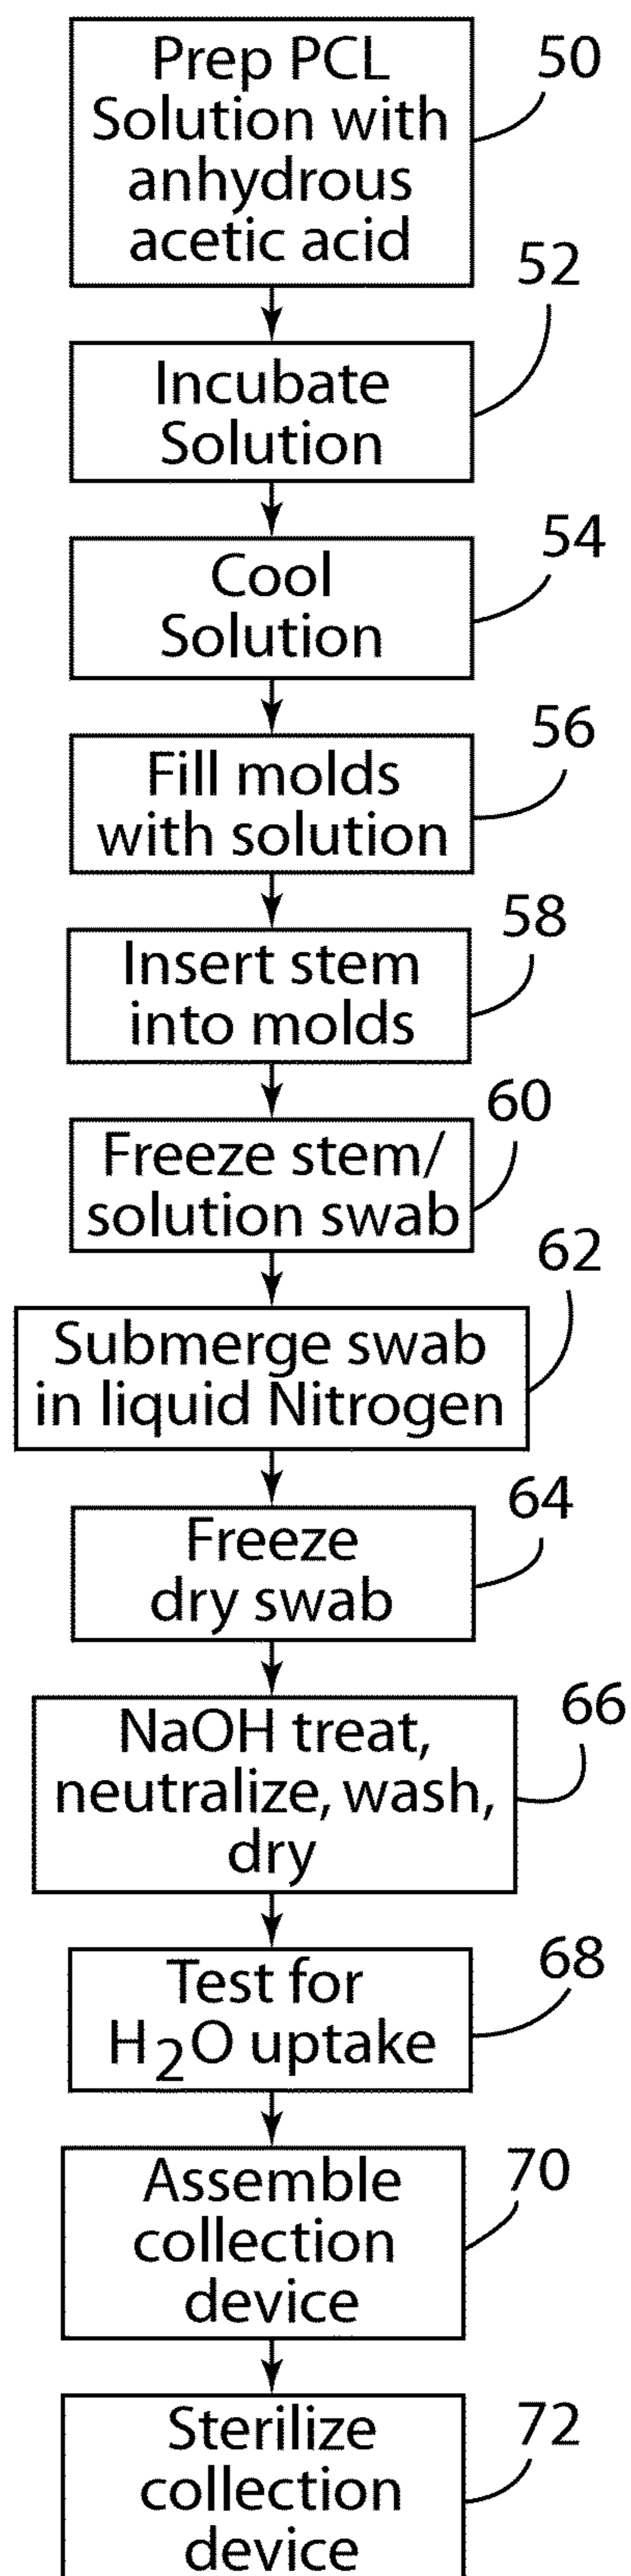 Prep PCL
Solution with
anhydrous
acetic acid
50
Incubate
Solution
52
Cool
Solution
54
Fill molds
with solution
56
Insert stem
into molds
58
Freeze stem/
solution swab
60
Submerge swab
in liquid Nitrogen
62
Freeze
dry swab
64
NaOH treat,
neutralize, wash,
dry
66
Test for
H2O uptake
68
Assemble
collection
device
70
Sterilize
collection
device
72